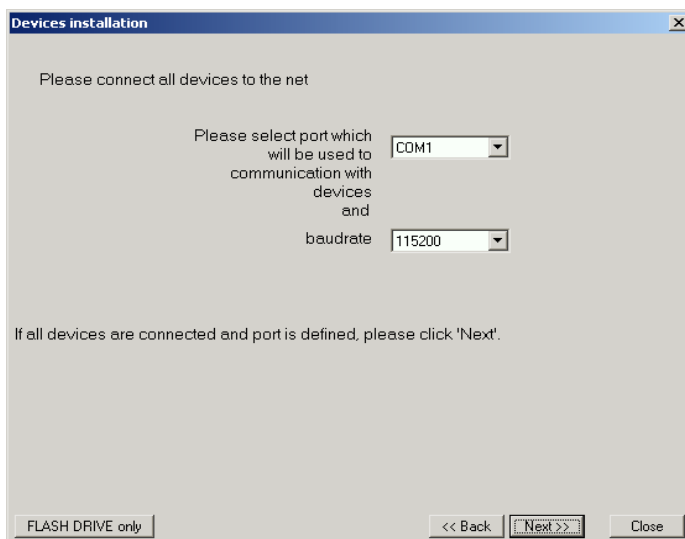 Devices installation
Please connect all devices to the net
Please select port which
will be used to
communication with
devices
and
COM1
baudrate
115200
If all devices are connected and port is defined, please click 'Next'.
FLASH DRIVE only
<< Back
Next >>
Close